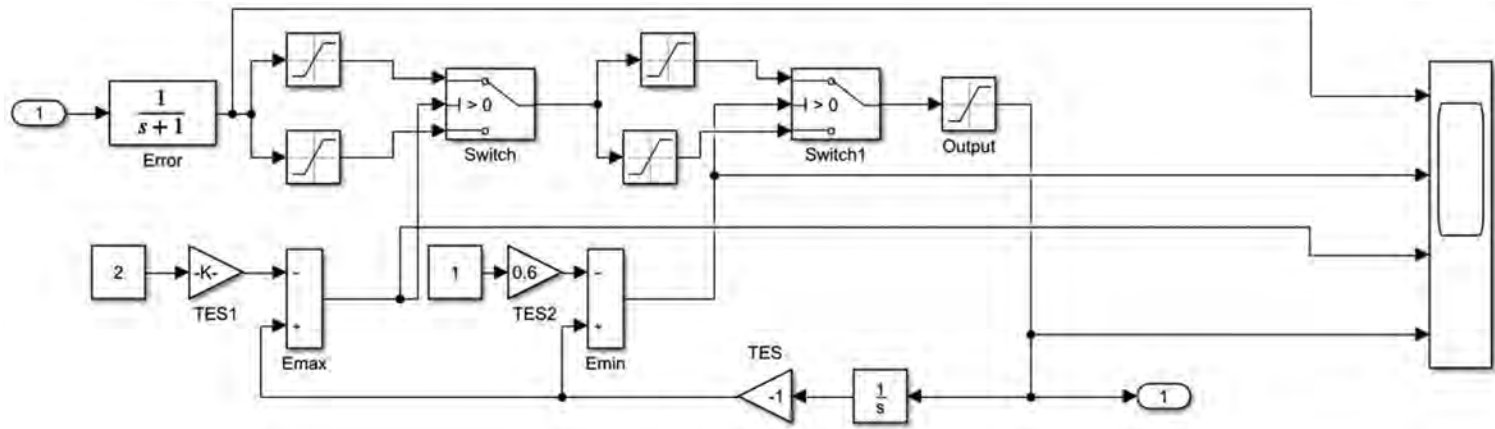 1
1
s + 1
Error
> 0
Switch
> 0
Switch1
Output
2
-K-
TES1
−
+
Emax
1
0,6
TES2
−
+
Emin
TES
-1
1
s
1